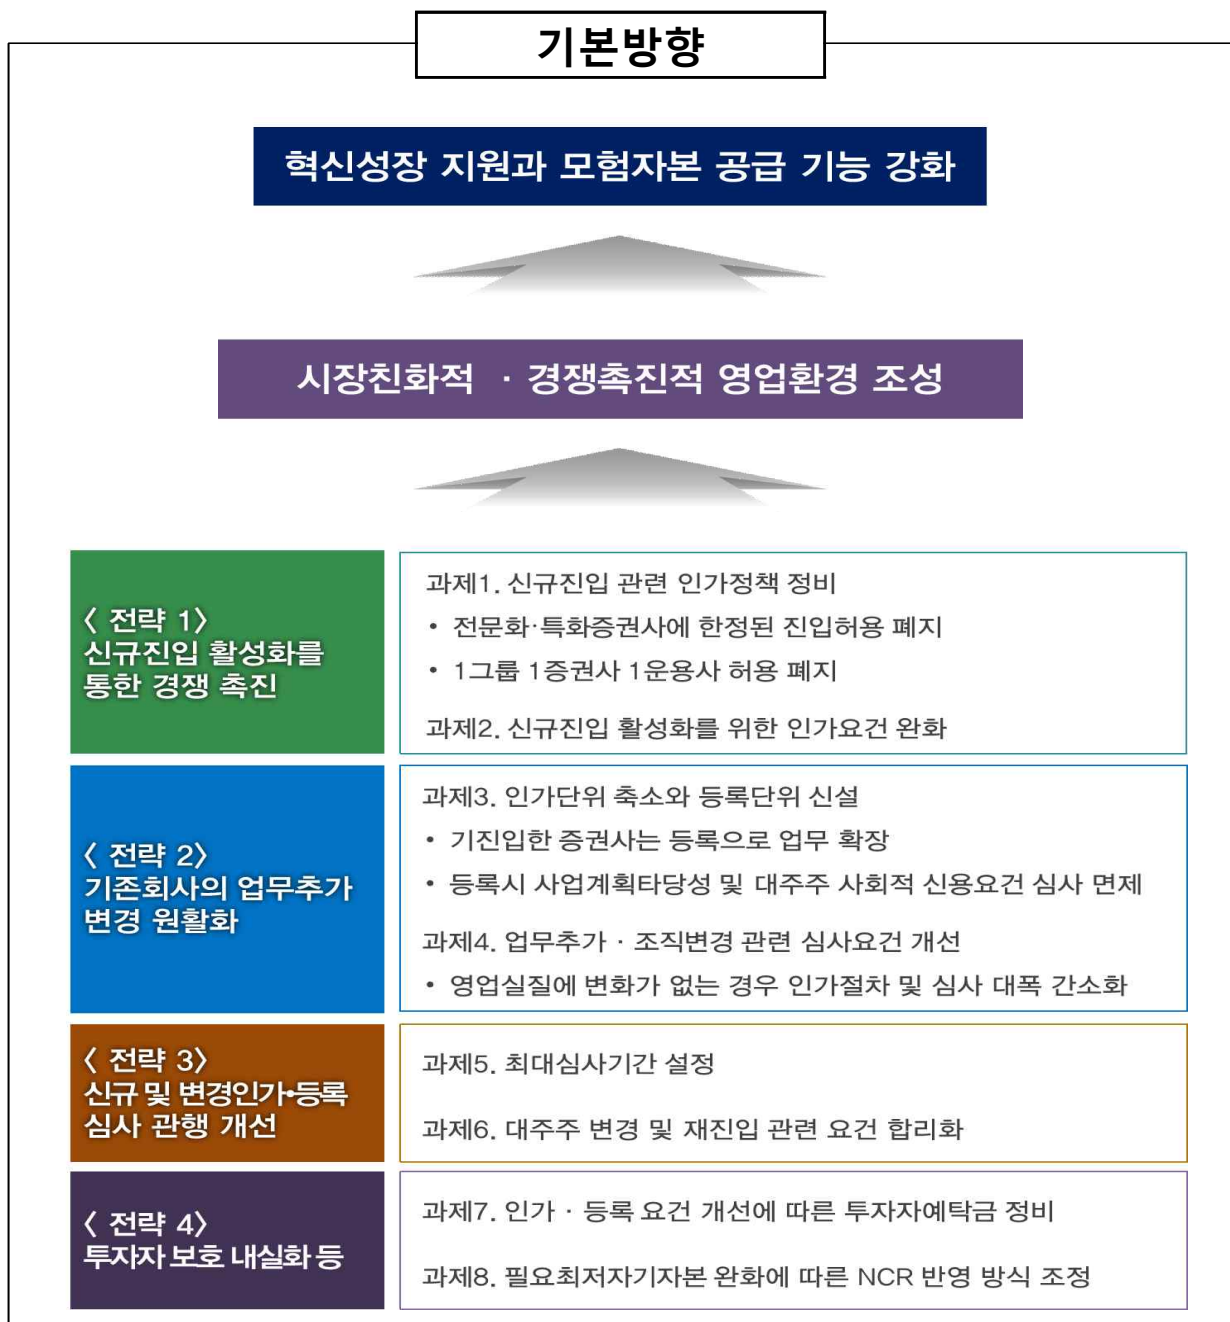 기본방향
혁신성장 지원과 모험자본 공급 기능 강화
시장친화적 · 경쟁촉진적 영업환경 조성
〈 전략 1〉
신규진입 활성화를
통한 경쟁 촉진
과제1. 신규진입 관련 인가정책 정비
• 전문화·특화증권사에 한정된 진입허용 폐지
• 1그룹 1증권사 1운용사 허용 폐지
과제2. 신규진입 활성화를 위한 인가요건 완화
〈 전략 2〉
기존회사의 업무추가
변경 원활화
과제3. 인가단위 축소와 등록단위 신설
• 기진입한 증권사는 등록으로 업무 확장
• 등록시 사업계획타당성 및 대주주 사회적 신용요건 심사 면제
과제4. 업무추가 · 조직변경 관련 심사요건 개선
• 영업실질에 변화가 없는 경우 인가절차 및 심사 대폭 간소화
〈 전략 3〉
신규 및 변경인가•등록
심사 관행 개선
과제5. 최대심사기간 설정
과제6. 대주주 변경 및 재진입 관련 요건 합리화
〈 전략 4〉
투자자 보호 내실화 등
과제7. 인가 · 등록 요건 개선에 따른 투자자예탁금 정비
과제8. 필요최저자기자본 완화에 따른 NCR 반영 방식 조정